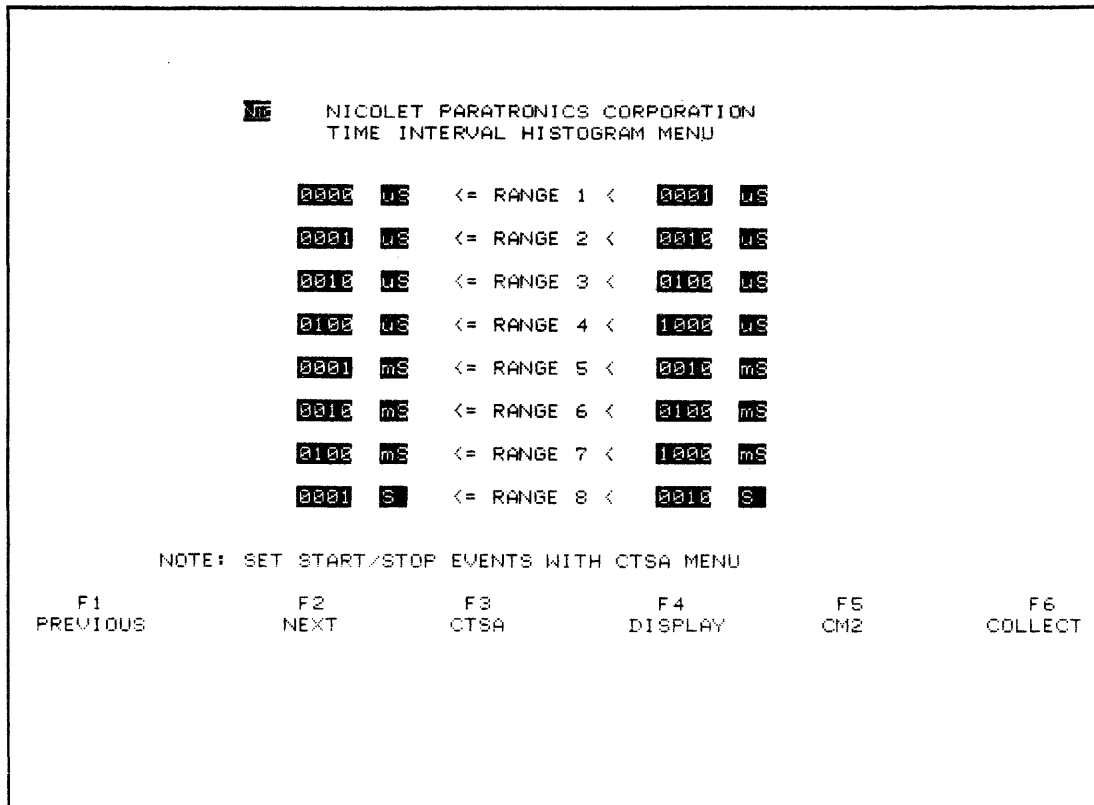 NICOLET PARATRONICS CORPORATION
TIME INTERVAL HISTOGRAM MENU
0000 uS <= RANGE 1 < 0001 uS
0001 uS <= RANGE 2 < 0010 uS
0010 uS <= RANGE 3 < 0100 uS
0100 uS <= RANGE 4 < 1000 uS
0001 mS <= RANGE 5 < 0010 mS
0010 mS <= RANGE 6 < 0100 mS
0100 mS <= RANGE 7 < 1000 mS
0001 S <= RANGE 8 < 0010 S
NOTE: SET START/STOP EVENTS WITH CTSA MENU
F1 F2 F3 F4 F5 F6
PREVIOUS NEXT CTSA DISPLAY CM2 COLLECT